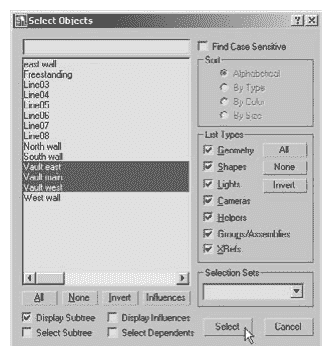 Select Objects
Find Case Sensitive
east wall
Freestanding
Line03
Line04
Line05
Line06
Line07
Line08
North wall
South wall
Vault east
Vault main
Vault west
West wall
Sort
Alphabetical
By Type
By Color
By Size
List Types
Geometry
All
Shapes
None
Lights
Invert
Cameras
Helpers
Groups/Assemblies
XRefs
Selection Sets
All
None
Invert
Influences
Display Subtree
Display Influences
Select Subtree
Select Dependents
Select
Cancel